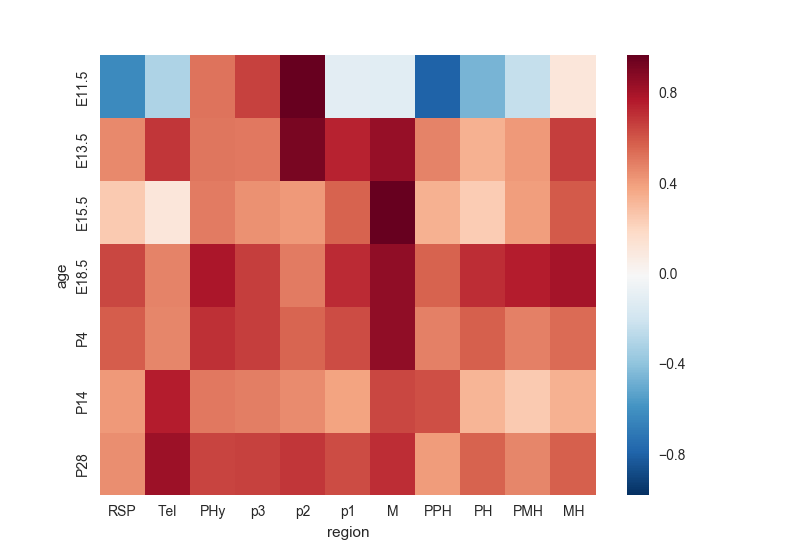 E11.5
E13.5
E15.5
E18.5
P4
P14
P28
age
RSP Tel PHy p3 p2 p1 M PPH PH PMH MH
region
0.8
0.4
0.0
−0.4
−0.8